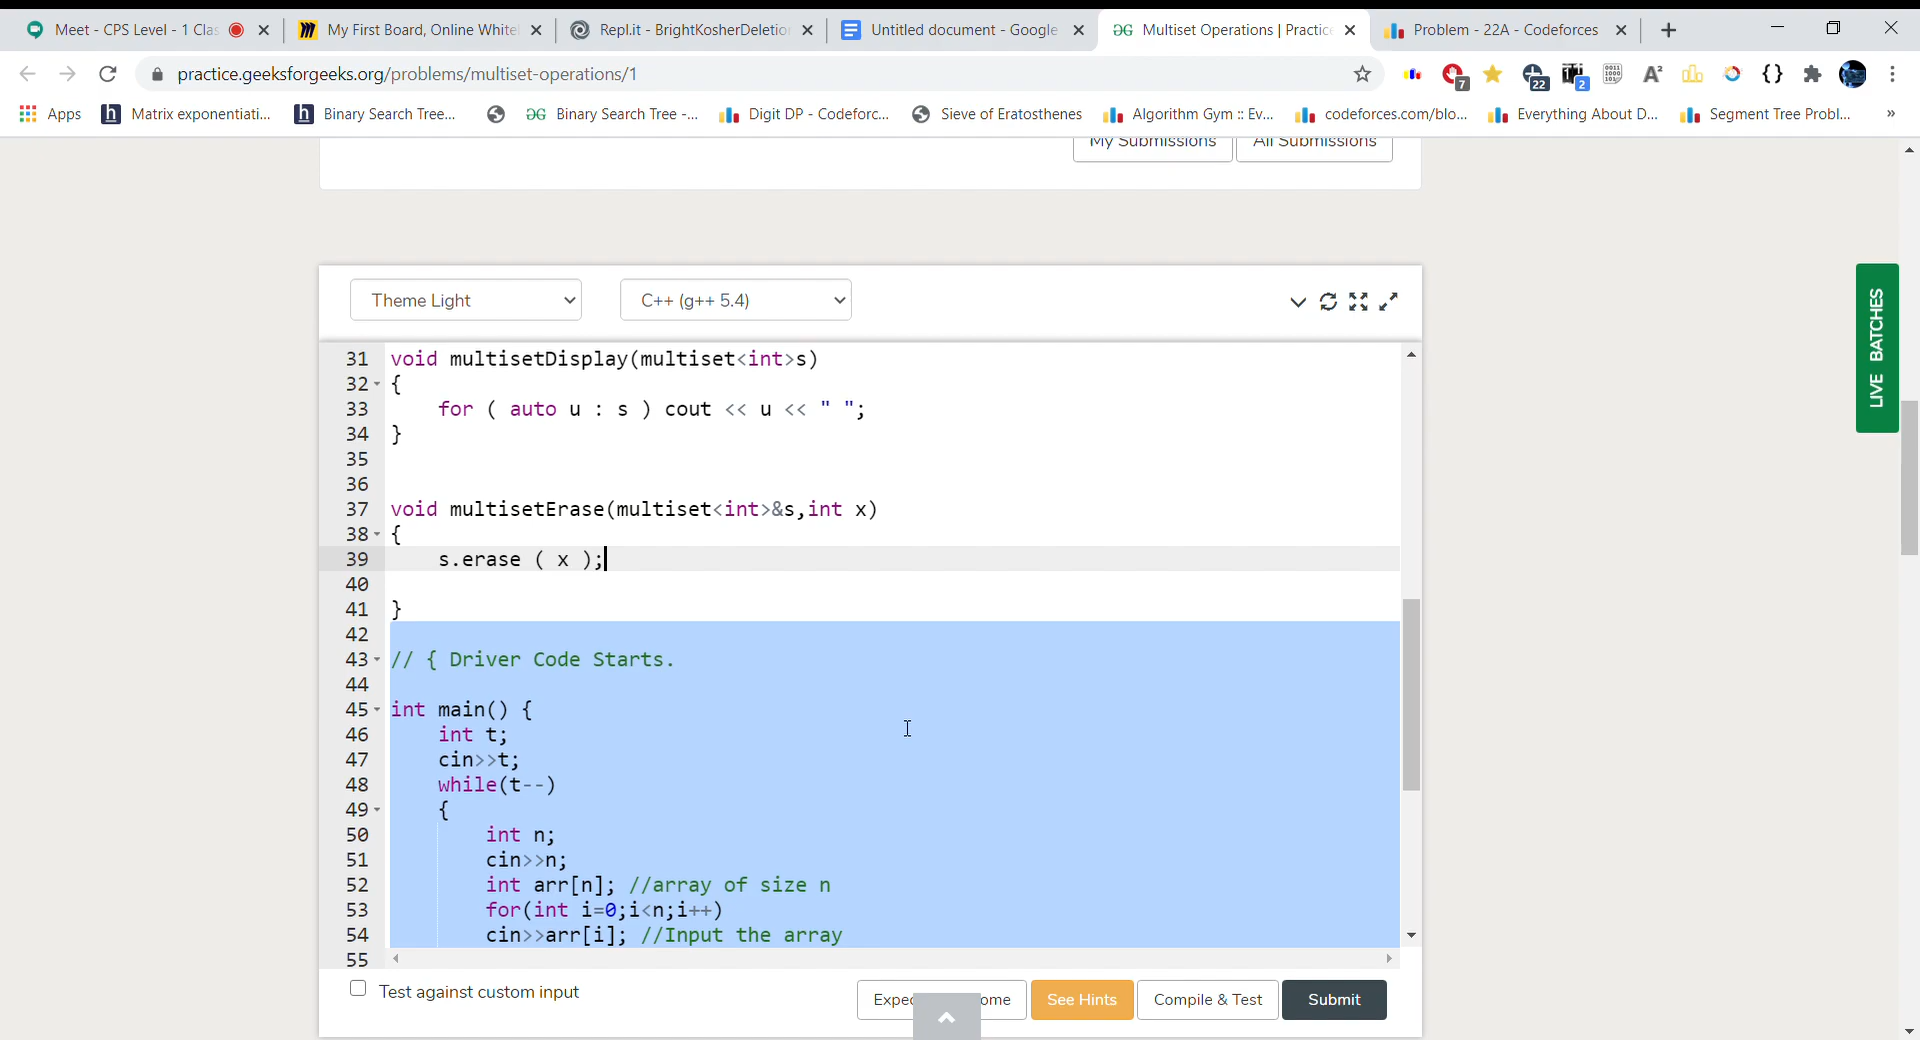 Meet - CPS Level - 1 Clas
My First Board, Online White
Repl.it - BrightKosherDeletion
Untitled document - Google
Multiset Operations | Practice
Problem - 22A - Codeforces
practice.geeksforgeeks.org/problems/multiset-operations/1
7
22
2
Apps
Matrix exponentiati...
Binary Search Tree...
Binary Search Tree -...
Digit DP - Codeforc...
Sieve of Eratosthenes
Algorithm Gym :: Ev...
codeforces.com/blo...
Everything About D...
Segment Tree Probl...
»
My Submissions
All Submissions
LIVE BATCHES
Theme Light
C++ (g++ 5.4)
31 void multisetDisplay(multiset<int>s)
32 {
33 for ( auto u : s ) cout << u << " ";
34 }
35
36
37 void multisetErase(multiset<int>&s,int x)
38 {
39 s.erase ( x );
40
41 }
42
43 // { Driver Code Starts.
44
45 int main() {
46 int t;
47 cin>>t;
48 while(t--)
49 {
50 int n;
51 cin>>n;
52 int arr[n]; //array of size n
53 for(int i=0;i<n;i++)
54 cin>>arr[i]; //Input the array
55
Test against custom input
Expec ome
See Hints
Compile & Test
Submit